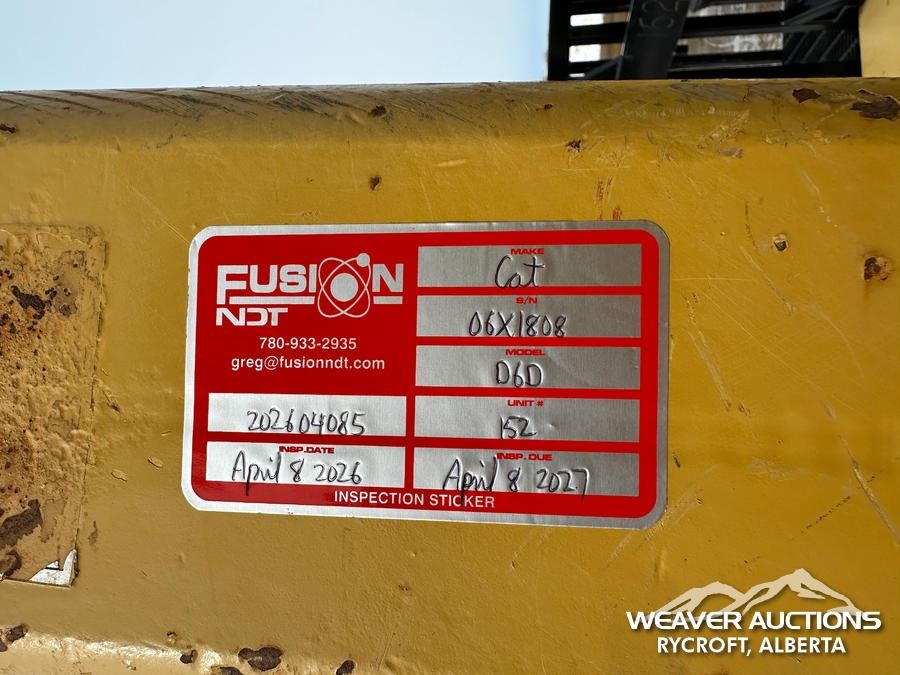 152
FUSION
NDT
780-933-2935
greg@fusionndt.com
202604085
INSP.DATE
April 8 2026
MAKE
Cat
S/N
06X1808
MODEL
D6D
UNIT #
152
INSP. DUE
April 8 2027
INSPECTION STICKER
WEAVER AUCTIONS
RYCROFT, ALBERTA